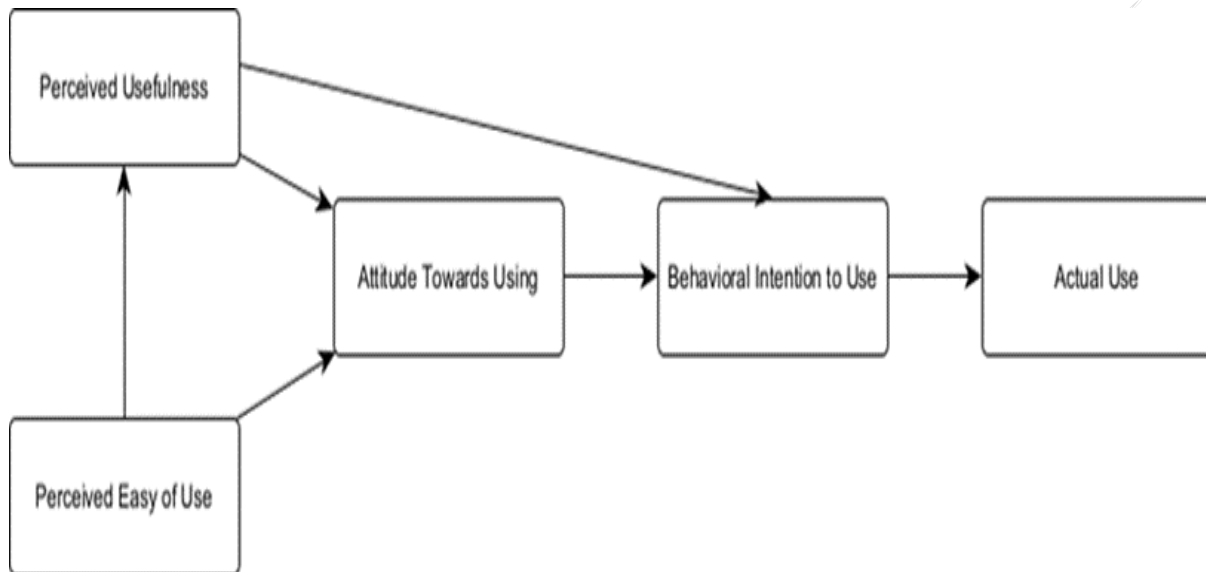 Perceived Usefulness
Attitude Towards Using
Behavioral Intention to Use
Actual Use
Perceived Easy of Use